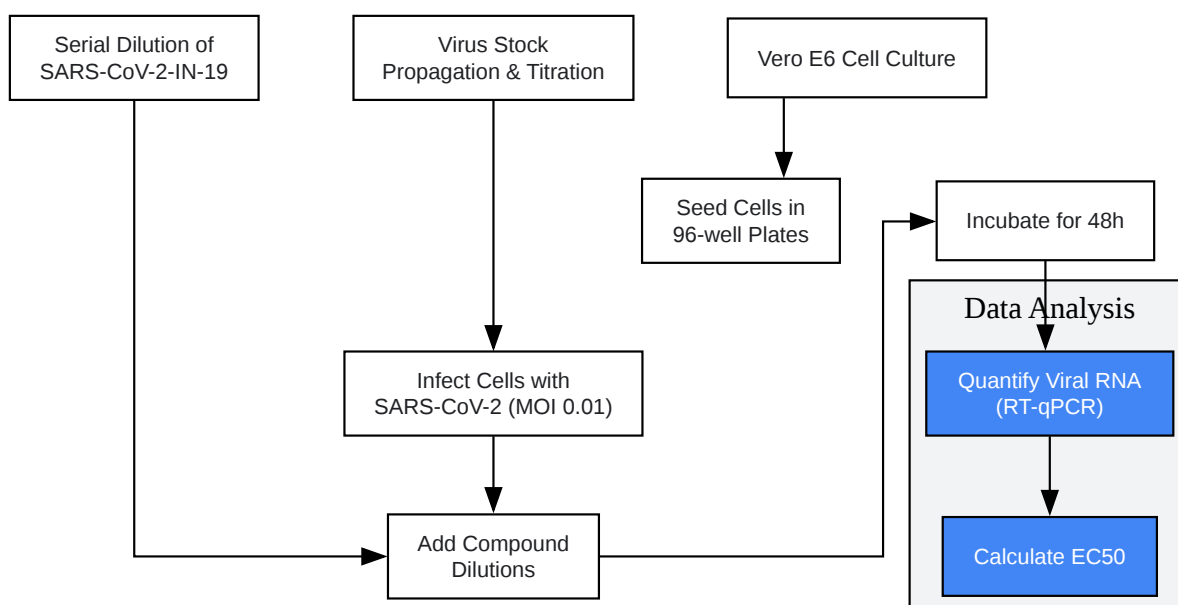 Serial Dilution of
SARS-CoV-2-IN-19
Virus Stock
Propagation & Titration
Vero E6 Cell Culture
Seed Cells in
96-well Plates
Incubate for 48h
Data Analysis
Infect Cells with
SARS-CoV-2 (MOI 0.01)
Quantify Viral RNA
(RT-qPCR)
Add Compound
Dilutions
Calculate EC50